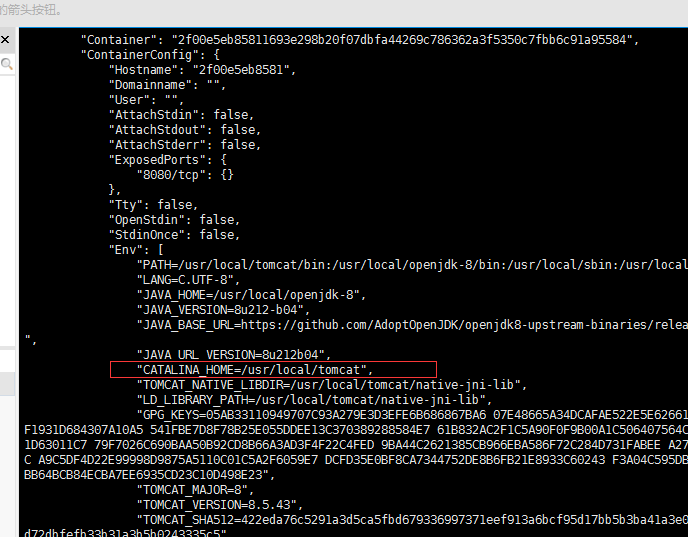 的箭头按钮。
"Container": "2f00e5eb85811693e298b20f07dbfa44269c786362a3f5350c7fbb6c91a95584",
"ContainerConfig": {
"Hostname": "2f00e5eb8581",
"Domainname": "",
"User": "",
"AttachStdin": false,
"AttachStdout": false,
"AttachStderr": false,
"ExposedPorts": {
"8080/tcp": {}
},
"Tty": false,
"OpenStdin": false,
"StdinOnce": false,
"Env": [
"PATH=/usr/local/tomcat/bin:/usr/local/openjdk-8/bin:/usr/local/sbin:/usr/local
"LANG=C.UTF-8",
"JAVA_HOME=/usr/local/openjdk-8",
"JAVA_VERSION=8u212-b04",
"JAVA_BASE_URL=https://github.com/AdoptOpenJDK/openjdk8-upstream-binaries/relea
",
"JAVA_URL_VERSION=8u212b04",
"CATALINA_HOME=/usr/local/tomcat",
"TOMCAT_NATIVE_LIBDIR=/usr/local/tomcat/native-jni-lib",
"LD_LIBRARY_PATH=/usr/local/tomcat/native-jni-lib",
"GPG_KEYS=05AB33110949707C93A279E3D3EFE6B686867BA6 07E48665A34DCAFAE522E5E62661
F1931D684307A10A5 541FBE7D8F78B25E055DDEE13C370389288584E7 61B832AC2F1C5A90F0F9B00A1C506407564C
1D63011C7 79F7026C690BAA50B92CD8B66A3AD3F4F22C4FED 9BA44C2621385CB966EBA586F72C284D731FABEE A27
C A9C5DF4D22E99998D9875A5110C01C5A2F6059E7 DCFD35E0BF8CA7344752DE8B6FB21E8933C60243 F3A04C595DB
BB64BCB84ECBA7EE6935CD23C10D498E23",
"TOMCAT_MAJOR=8",
"TOMCAT_VERSION=8.5.43",
"TOMCAT_SHA512=422eda76c5291a3d5ca5fbd679336997371eef913a6bcf95d17bb5b3ba41a3e0
d72dbfefb33b31a3b5b0243335c5"